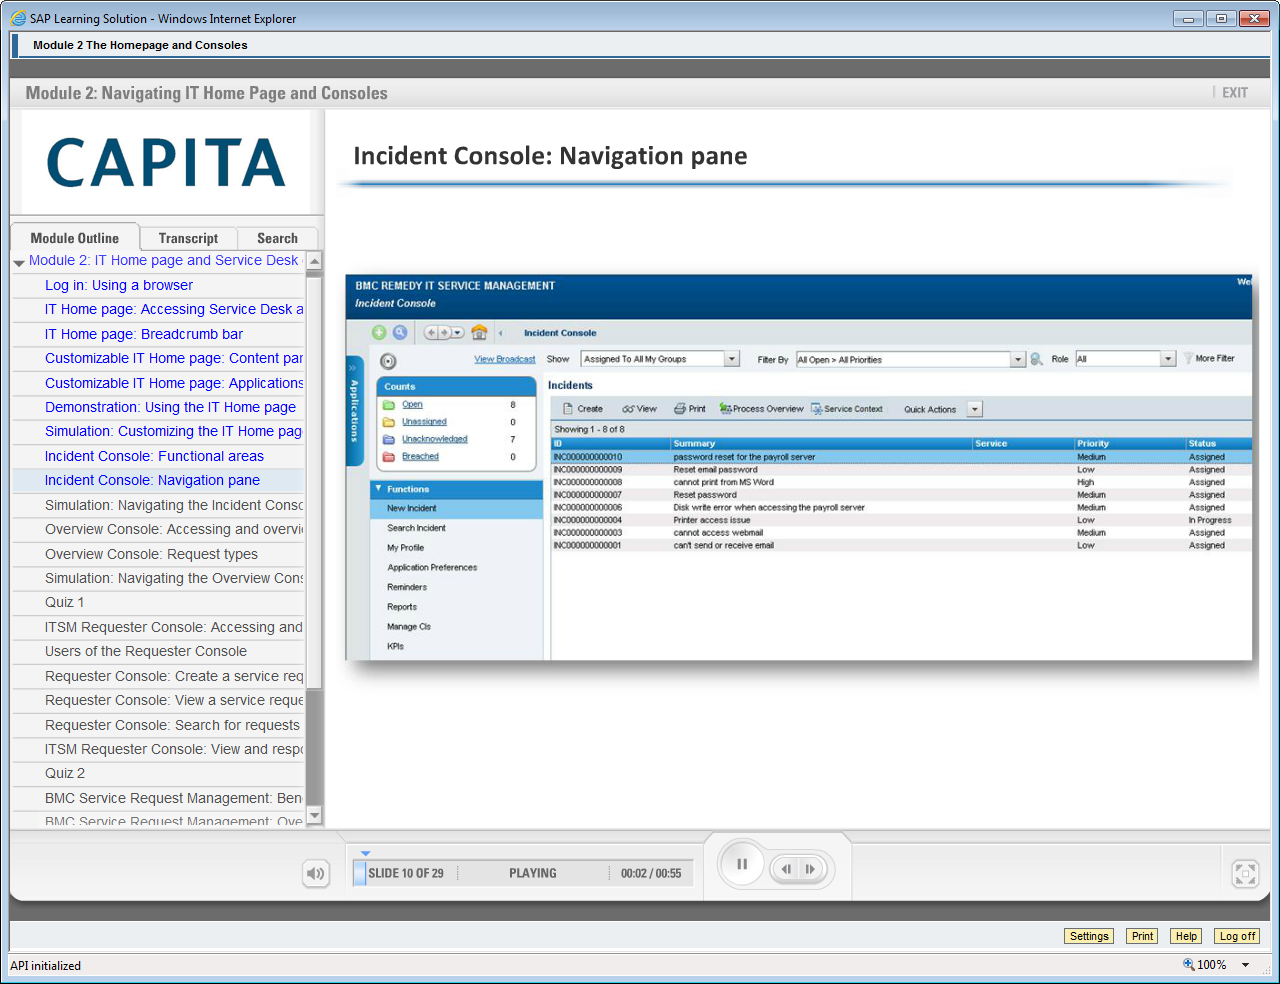 SAP Learning Solution - Windows Internet Explorer
Module 2 The Homepage and Consoles
Module 2: Navigating IT Home Page and Consoles
EXIT
CAPITA
Module Outline
Transcript
Search
Module 2: IT Home page and Service Desk
Log in: Using a browser
IT Home page: Accessing Service Desk a
IT Home page: Breadcrumb bar
Customizable IT Home page: Content par
Customizable IT Home page: Applications
Demonstration: Using the IT Home page
Simulation: Customizing the IT Home pag
Incident Console: Functional areas
Incident Console: Navigation pane
Simulation: Navigating the Incident Consc
Overview Console: Accessing and overvi
Overview Console: Request types
Simulation: Navigating the Overview Cons
Quiz 1
ITSM Requester Console: Accessing and
Users of the Requester Console
Requester Console: Create a service req
Requester Console: View a service reque
Requester Console: Search for requests
ITSM Requester Console: View and respo
Quiz 2
BMC Service Request Management: Ben
BMC Service Request Management: Ove
Incident Console: Navigation pane
BMC REMEDY IT SERVICE MANAGEMENT
Wel
Incident Console
Incident Console
View Broadcast
Show
Assigned To All My Groups
Filter By
All Open > All Priorities
Role
All
More Filter
Applications
Counts
Open 8
Unassigned 0
Unacknowledged 7
Breached 0
Functions
New Incident
Search Incident
My Profile
Application Preferences
Reminders
Reports
Manage CIs
KPIs
Incidents
Create View Print Process Overview Service Context Quick Actions
Showing 1 - 8 of 8
ID Summary Service Priority Status
INC000000000010 password reset for the payroll server Medium Assigned
INC000000000009 Reset email password Low Assigned
INC000000000008 cannot print from MS Word High Assigned
INC000000000007 Reset password Medium Assigned
INC000000000006 Disk write error when accessing the payroll server Medium Assigned
INC000000000004 Printer access issue Low In Progress
INC000000000003 cannot access webmail Medium Assigned
INC000000000001 can't send or receive email Low Assigned
SLIDE 10 OF 29
PLAYING
00:02 / 00:55
Settings
Print
Help
Log off
API initialized
100%